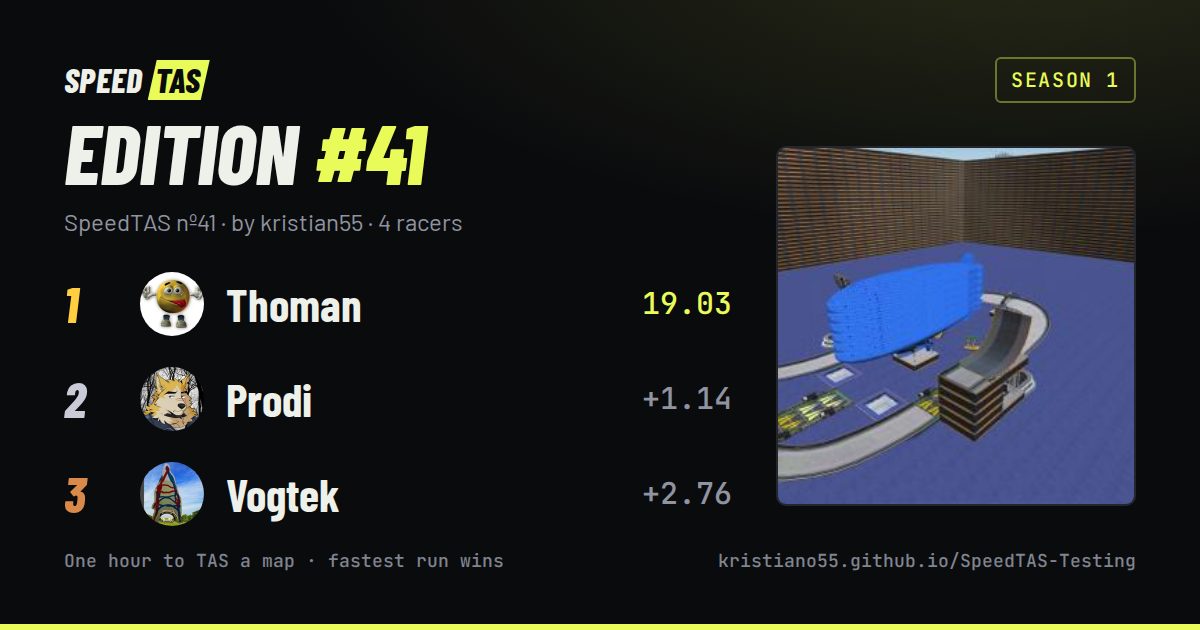 SPEED TAS
SEASON 1
EDITION #41
SpeedTAS nº41 · by kristian55 · 4 racers
1 Thoman 19.03
2 Prodi +1.14
3 Vogtek +2.76
One hour to TAS a map · fastest run wins
kristiano55.github.io/SpeedTAS-Testing